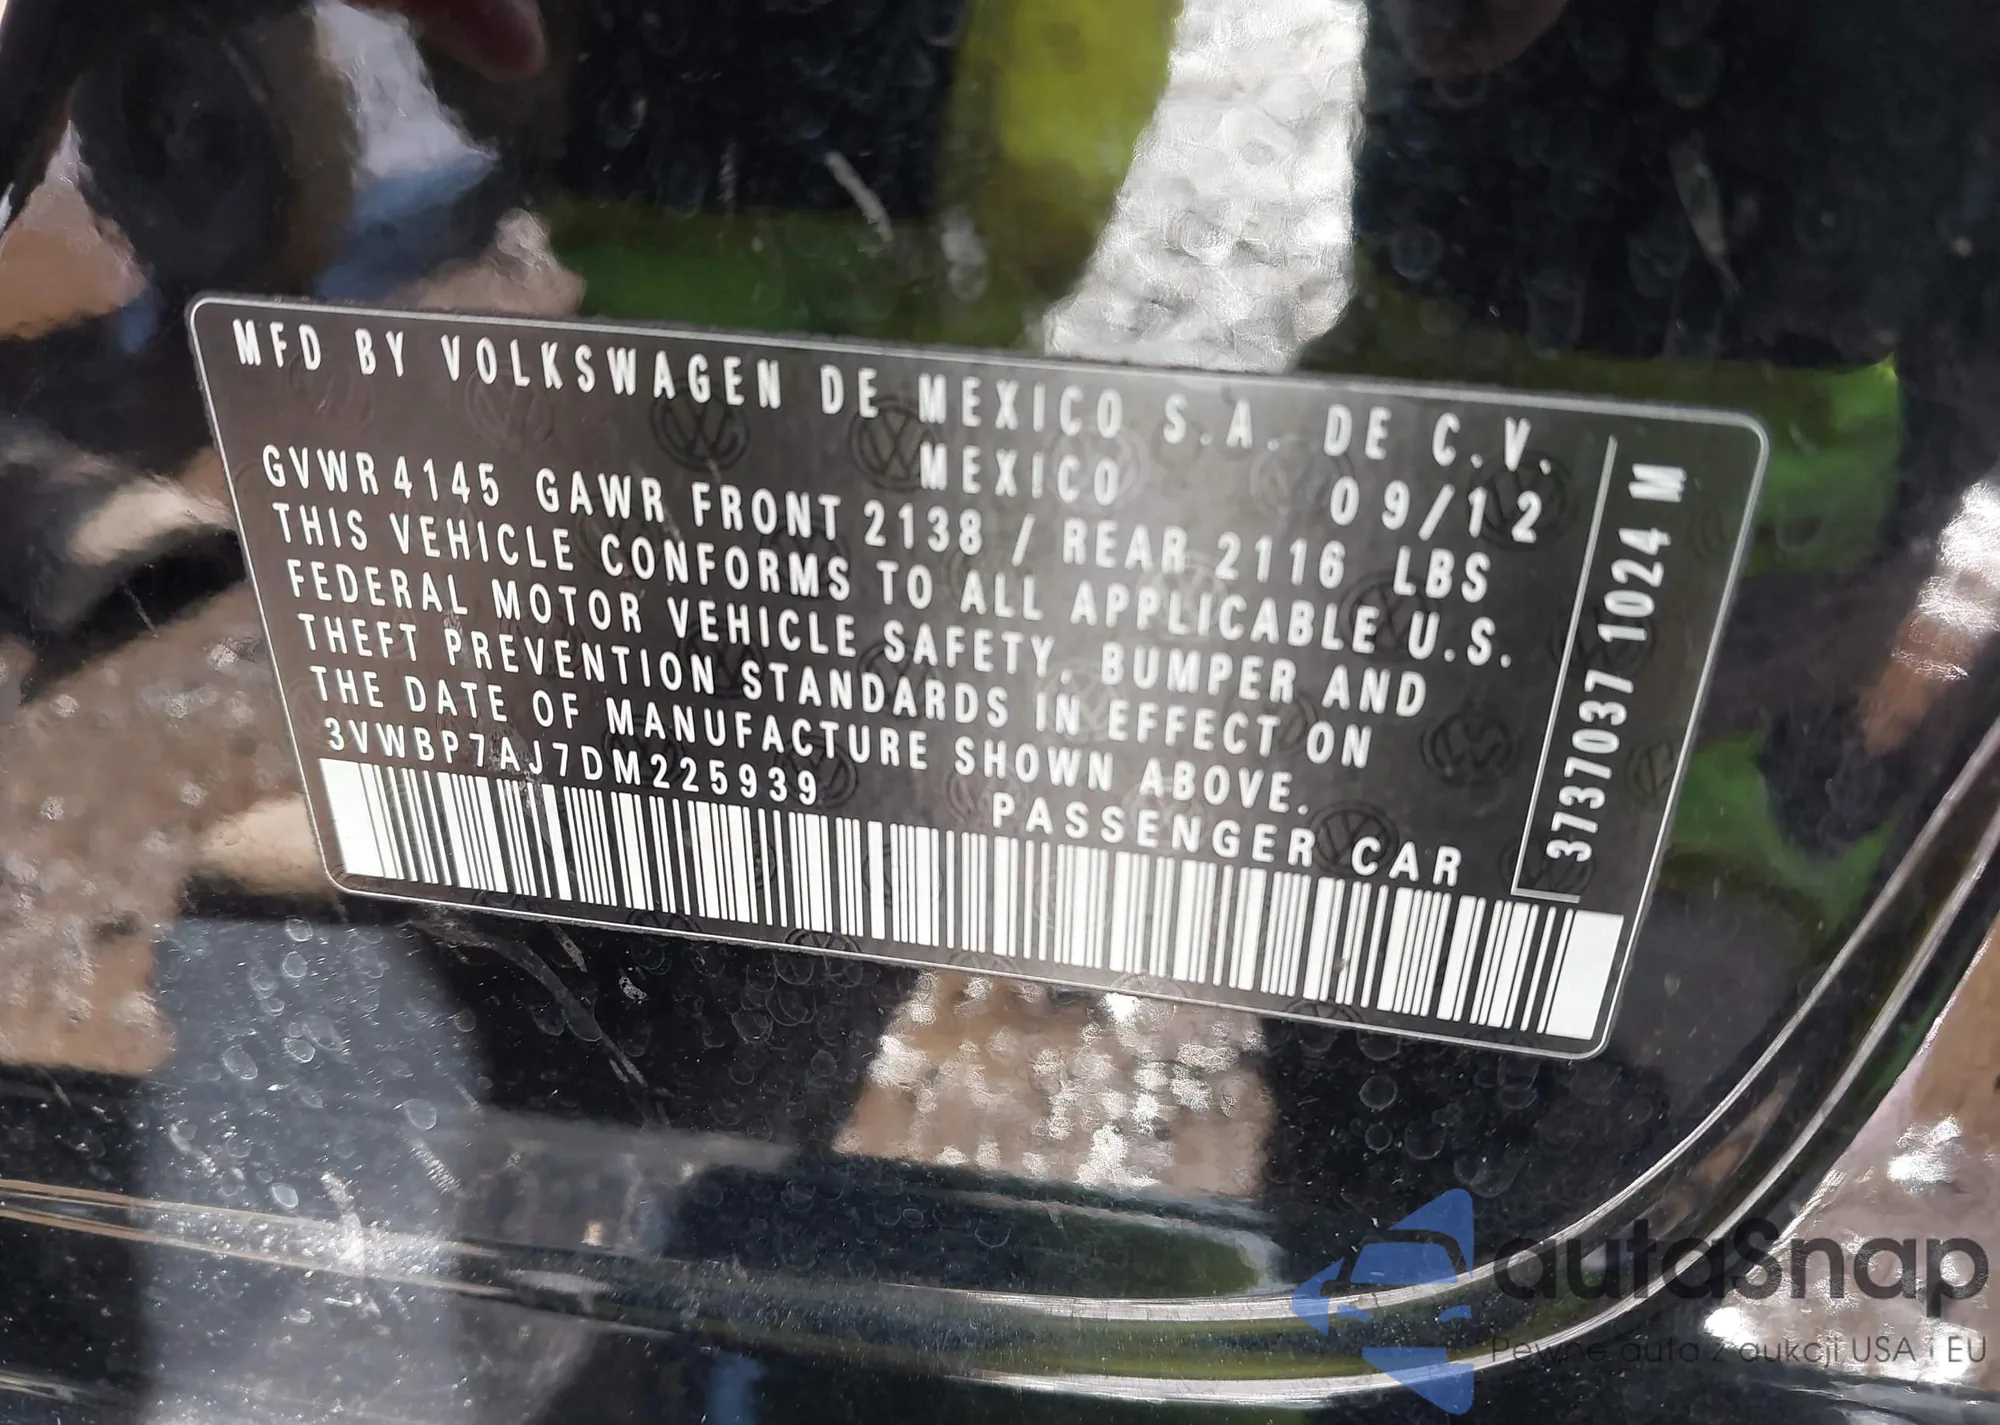 MFD BY VOLKSWAGEN DE MEXICO S.A. DE C.V.
MEXICO 09/12
GVWR 4145 GAWR FRONT 2138 / REAR 2116 LBS
THIS VEHICLE CONFORMS TO ALL APPLICABLE U.S.
FEDERAL MOTOR VEHICLE SAFETY. BUMPER AND
THEFT PREVENTION STANDARDS IN EFFECT ON
THE DATE OF MANUFACTURE SHOWN ABOVE.
3VWBP7AJ7DM225939 PASSENGER CAR
3737037 1024 M
autaSnap
Pewne auta z aukcji USA i EU